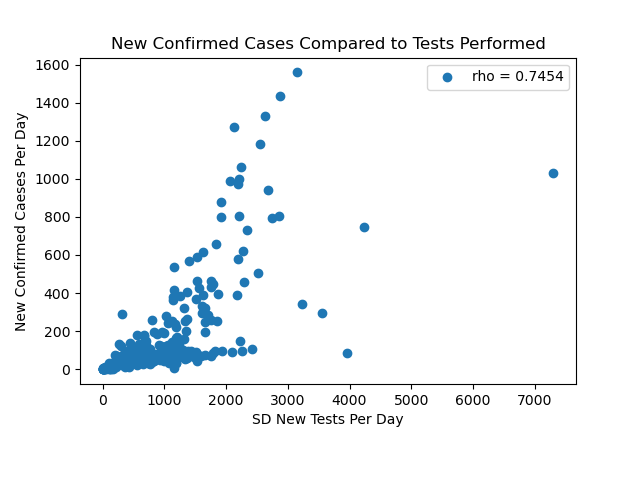 New Confirmed Cases Compared to Tests Performed
rho = 0.7454
1600
1400
1200
1000
800
600
400
200
0
New Confirmed Caeses Per Day
0 1000 2000 3000 4000 5000 6000 7000
SD New Tests Per Day